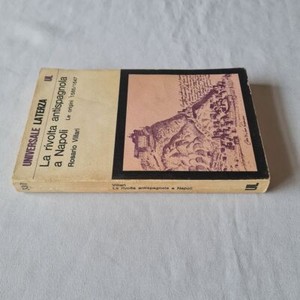 UNIVERSALE LATERZA
UL
La rivolta antispagnola
a Napoli
Le origini 1585/1647
Rosario Villari
Villari
La rivolta antispagnola a Napoli
UL